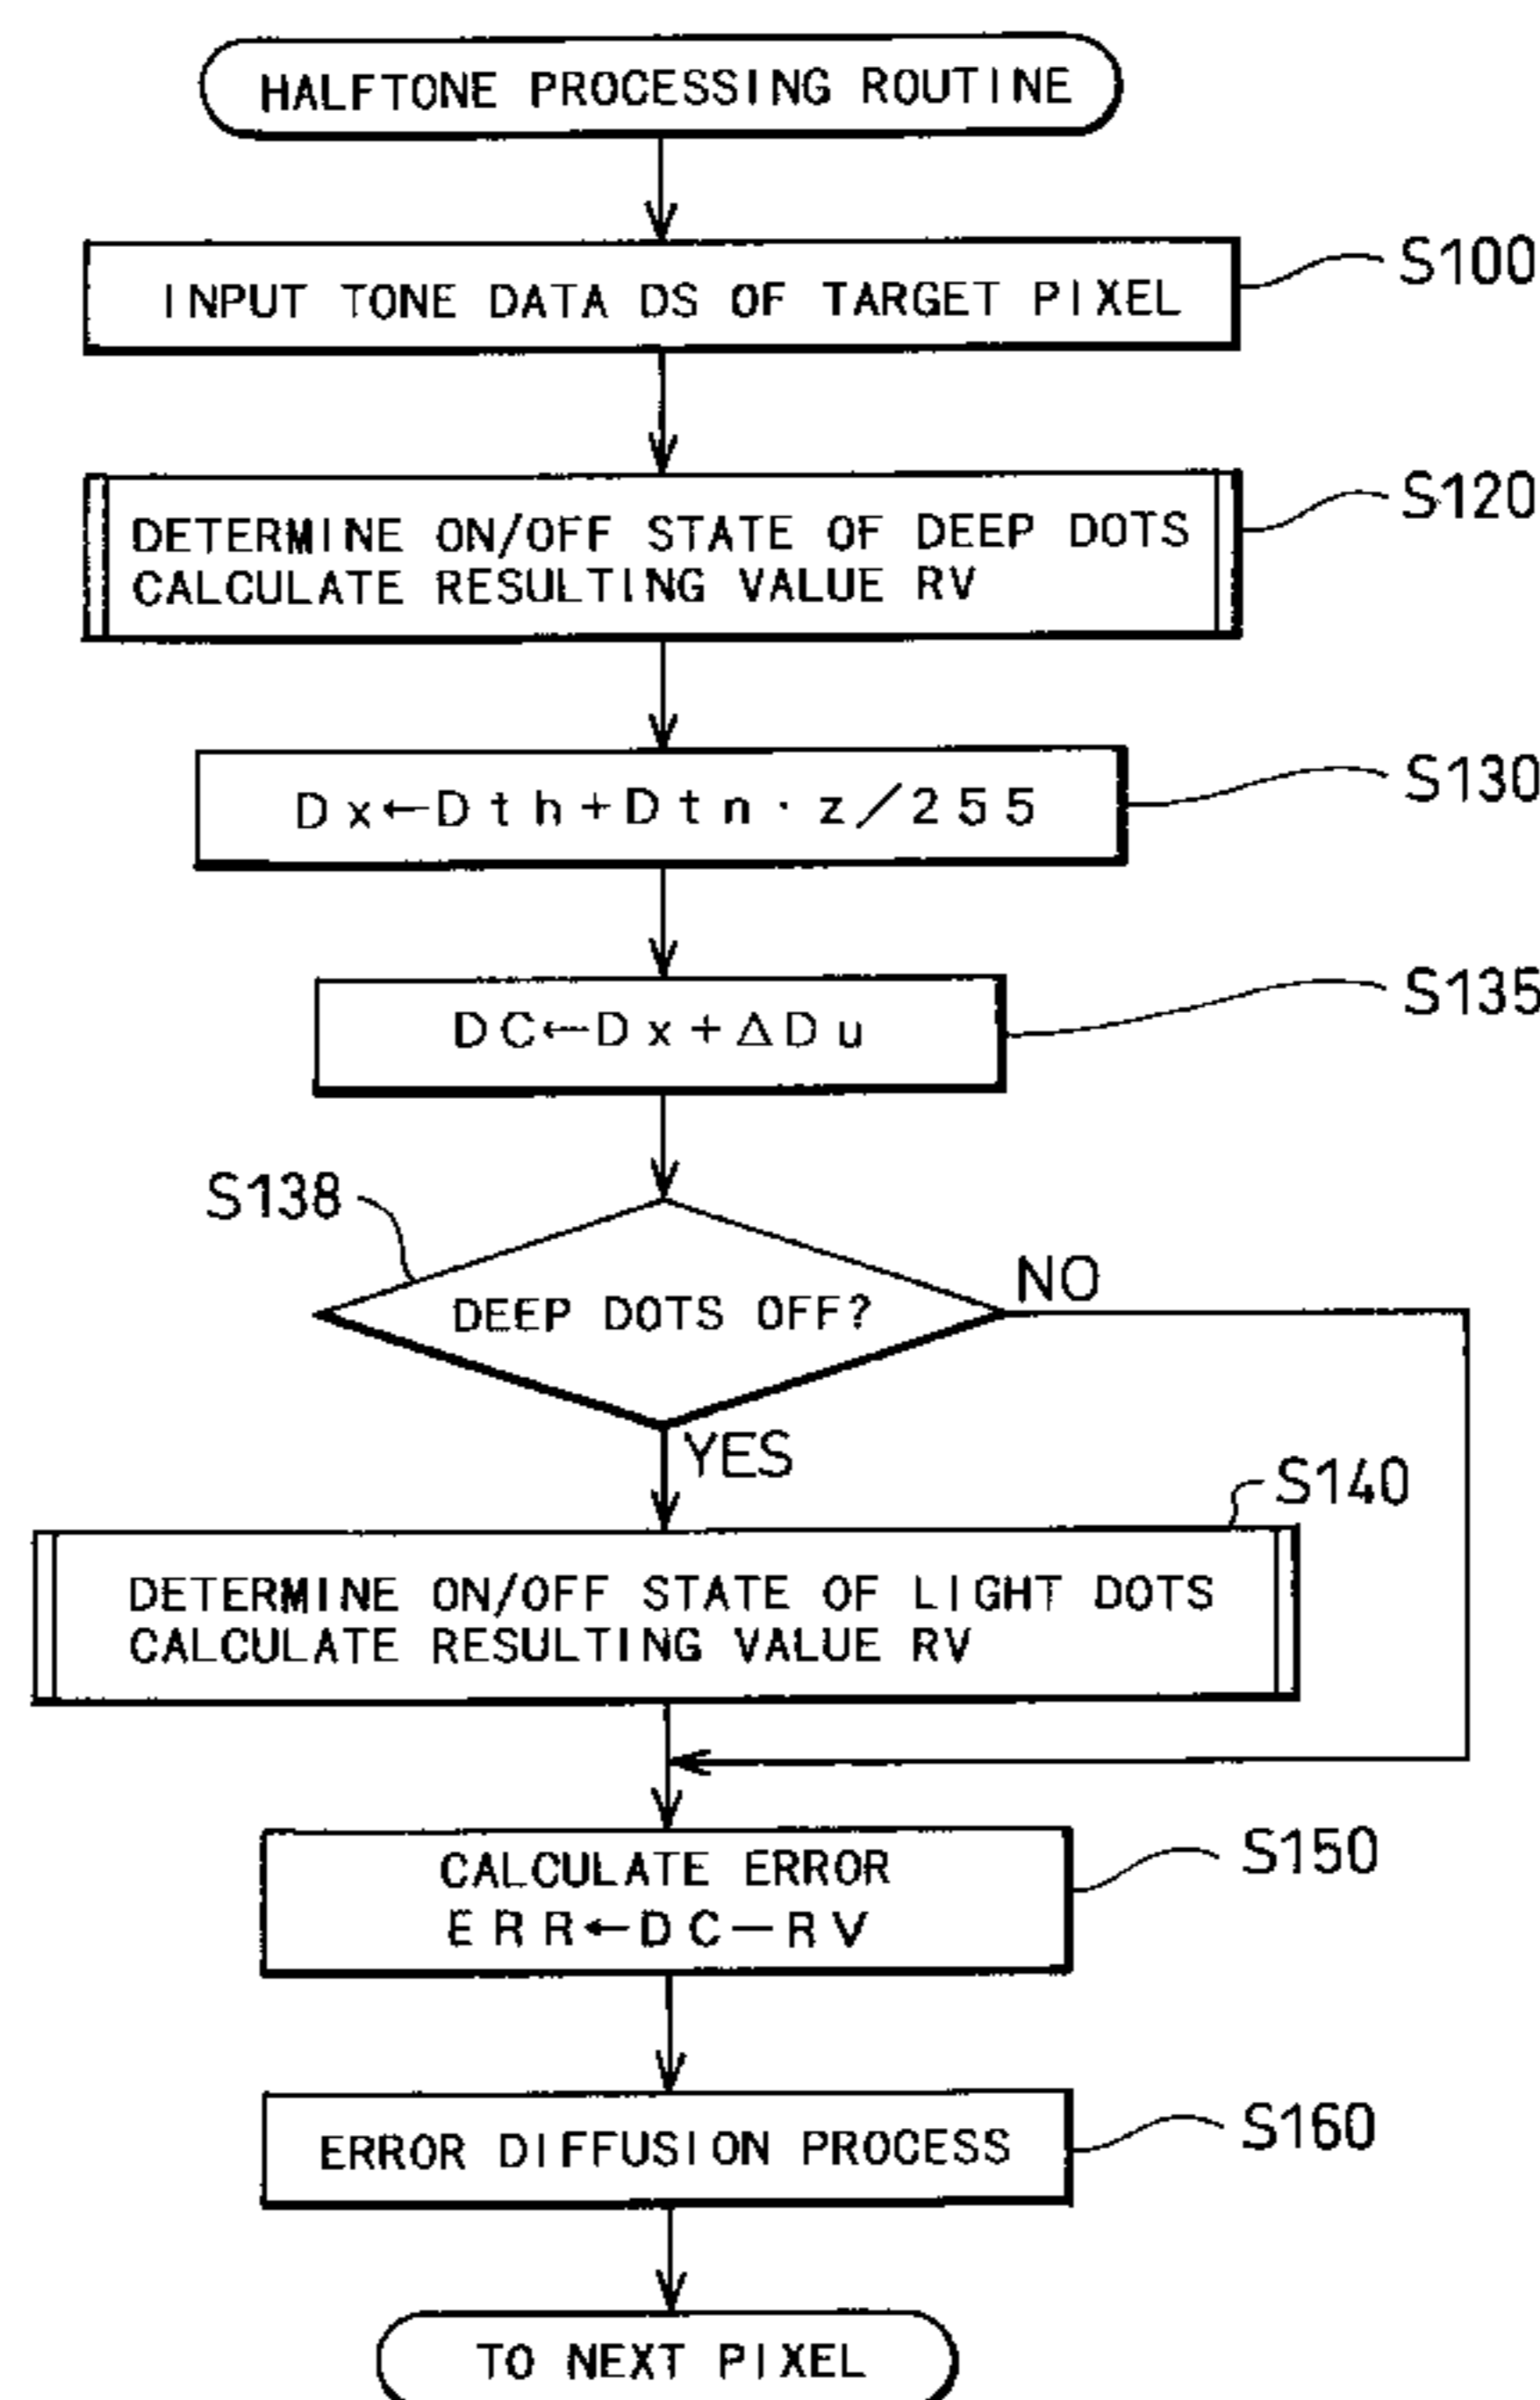 HALFTONE PROCESSING ROUTINE
INPUT TONE DATA DS OF TARGET PIXEL
S100
DETERMINE ON/OFF STATE OF DEEP DOTS
CALCULATE RESULTING VALUE RV
S120
Dx←Dth+Dtn·z/255
S130
DC←Dx+ΔDu
S135
S138
DEEP DOTS OFF?
NO
YES
S140
DETERMINE ON/OFF STATE OF LIGHT DOTS
CALCULATE RESULTING VALUE RV
CALCULATE ERROR
ERR←DC−RV
S150
ERROR DIFFUSION PROCESS
S160
TO NEXT PIXEL